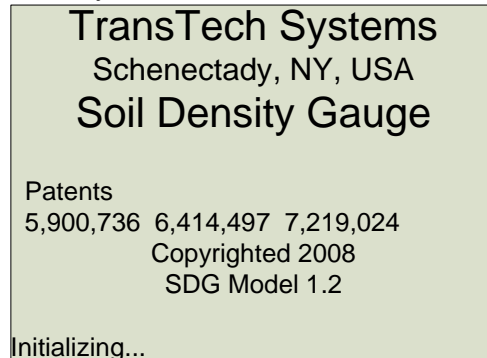 TransTech Systems
Schenectady, NY, USA
Soil Density Gauge
Patents
5,900,736 6,414,497 7,219,024
Copyrighted 2008
SDG Model 1.2
Initializing...